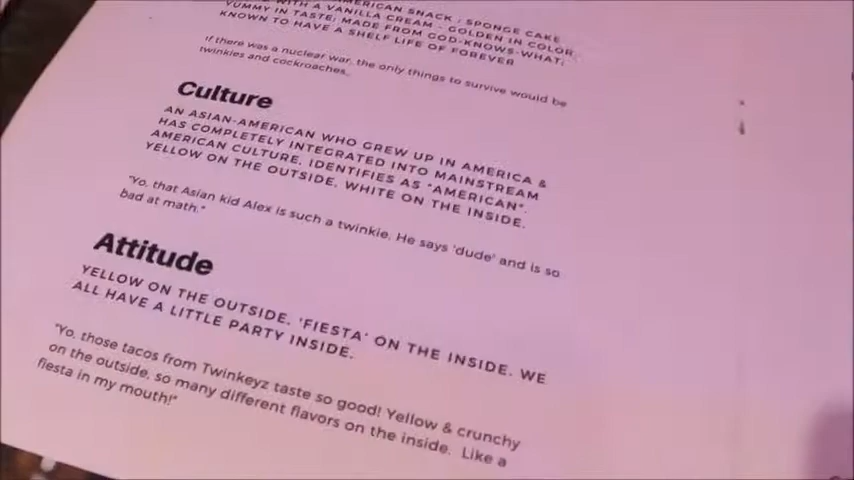 AMERICAN SNACK : SPONGE CAKE
WITH A VANILLA CREAM - GOLDEN IN COLOR,
YUMMY IN TASTE; MADE FROM GOD-KNOWS-WHAT;
KNOWN TO HAVE A SHELF LIFE OF FOREVER
If there was a nuclear war, the only things to survive would be
twinkies and cockroaches.
Culture
AN ASIAN-AMERICAN WHO GREW UP IN AMERICA &
HAS COMPLETELY INTEGRATED INTO MAINSTREAM
AMERICAN CULTURE, IDENTIFIES AS "AMERICAN".
YELLOW ON THE OUTSIDE, WHITE ON THE INSIDE.
"Yo, that Asian kid Alex is such a twinkie. He says 'dude' and is so
bad at math."
Attitude
YELLOW ON THE OUTSIDE, 'FIESTA' ON THE INSIDE. WE
ALL HAVE A LITTLE PARTY INSIDE.
"Yo, those tacos from Twinkeyz taste so good! Yellow & crunchy
on the outside, so many different flavors on the inside. Like a
fiesta in my mouth!"